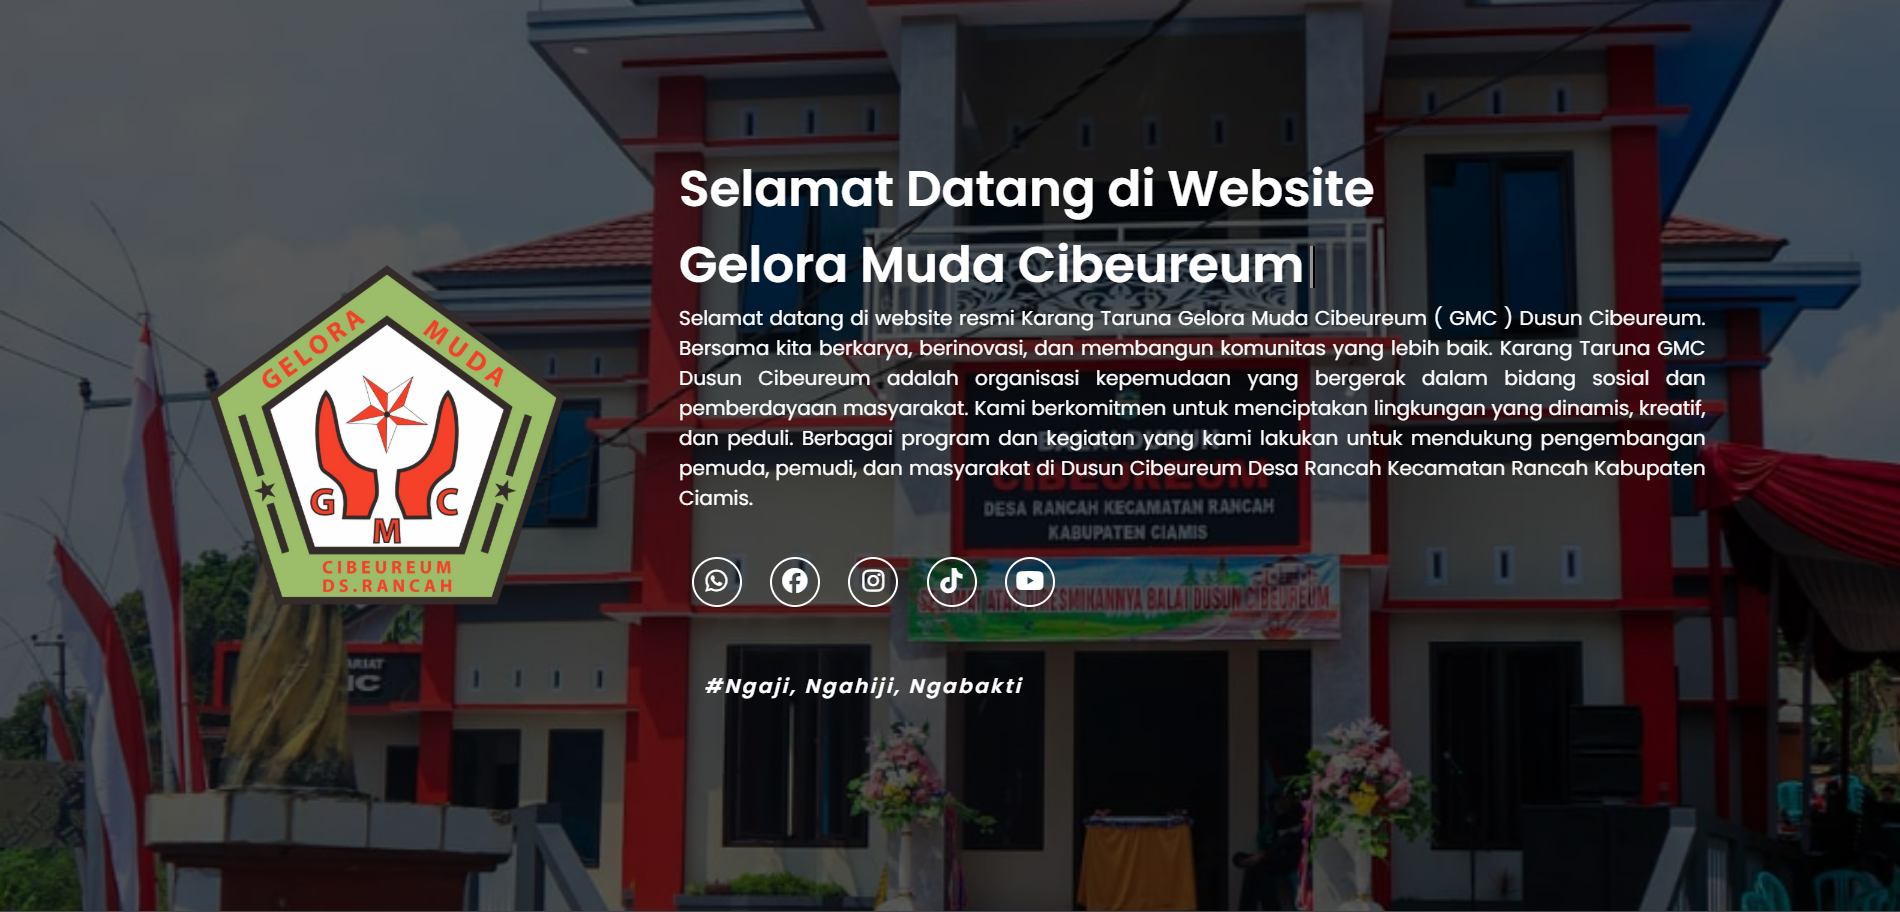 Selamat Datang di Website
Gelora Muda Cibeureum
Selamat datang di website resmi Karang Taruna Gelora Muda Cibeureum ( GMC ) Dusun Cibeureum.
Bersama kita berkarya, berinovasi, dan membangun komunitas yang lebih baik. Karang Taruna GMC
Dusun Cibeureum adalah organisasi kepemudaan yang bergerak dalam bidang sosial dan
pemberdayaan masyarakat. Kami berkomitmen untuk menciptakan lingkungan yang dinamis, kreatif,
dan peduli. Berbagai program dan kegiatan yang kami lakukan untuk mendukung pengembangan
pemuda, pemudi, dan masyarakat di Dusun Cibeureum Desa Rancah Kecamatan Rancah Kabupaten
Ciamis.
#Ngaji, Ngahiji, Ngabakti
GELORA MUDA
G M C
CIBEUREUM
DS.RANCAH
BALAI DUSUN
CIBEUREUM
DESA RANCAH KECAMATAN RANCAH
KABUPATEN CIAMIS
SELAMAT ATAS DIRESMIKANNYA BALAI DUSUN CIBEUREUM